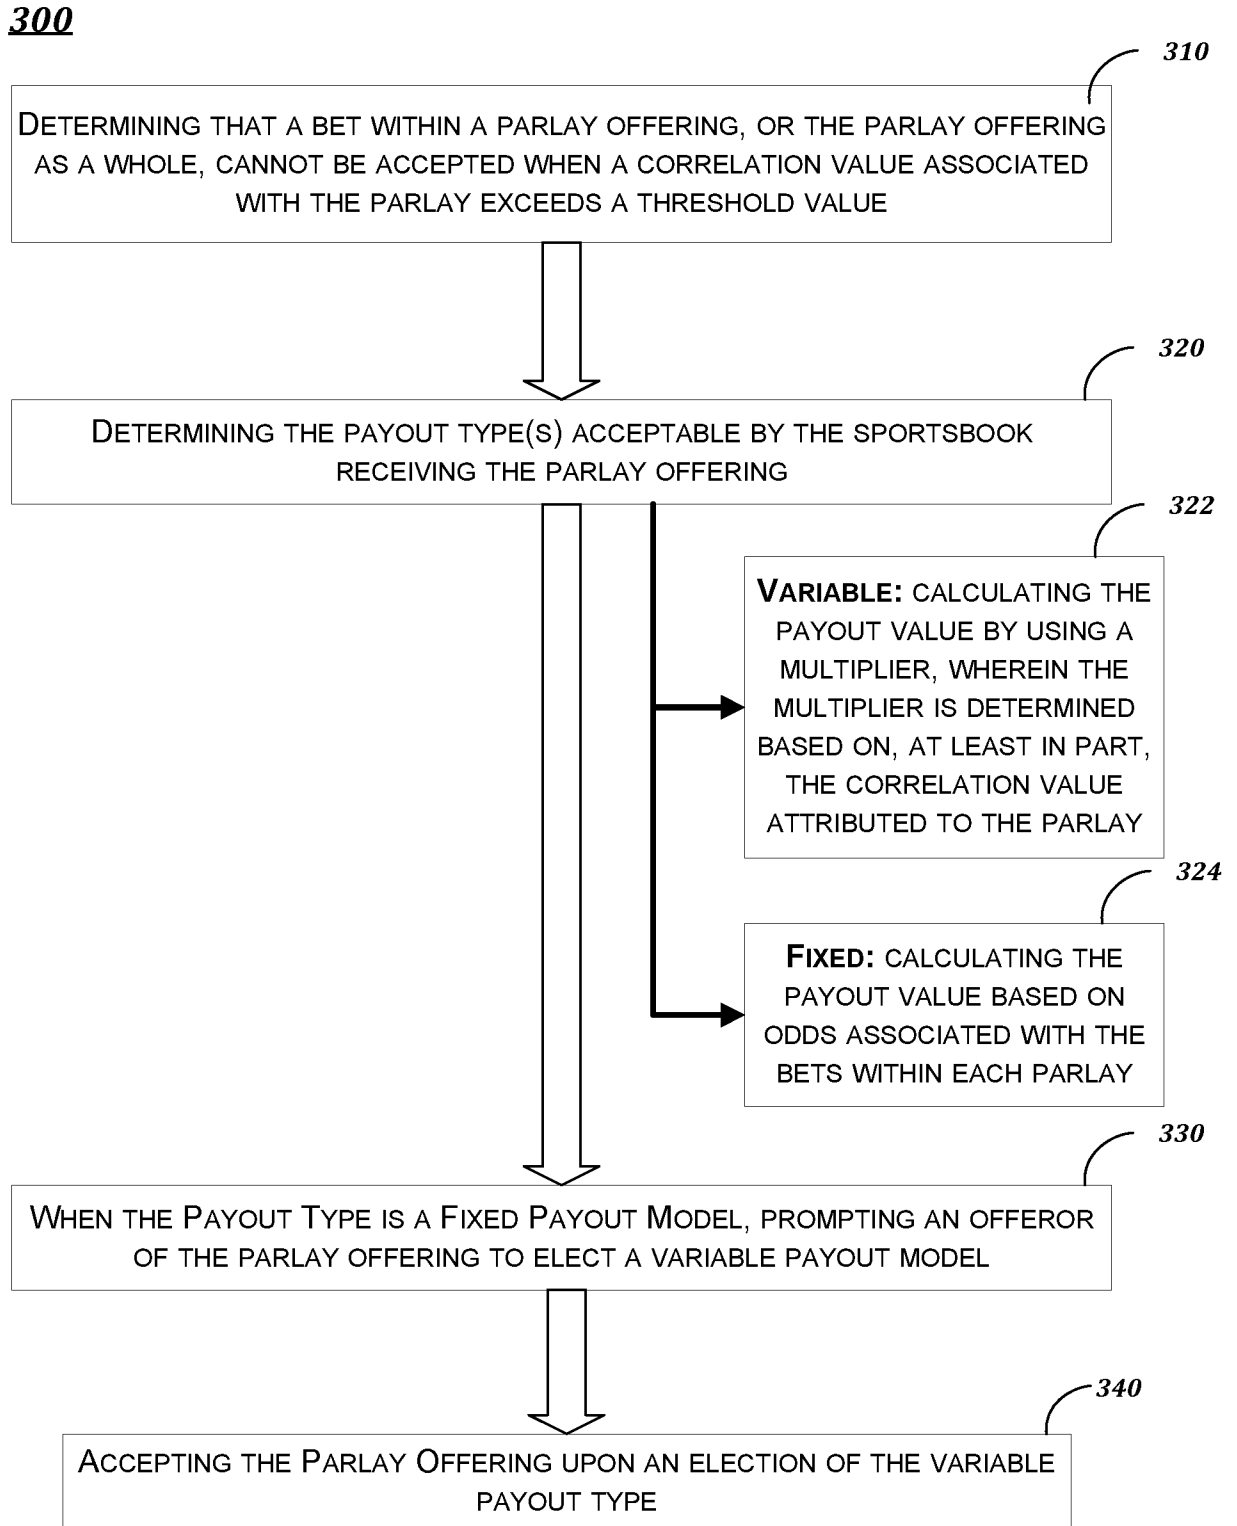 300
310
DETERMINING THAT A BET WITHIN A PARLAY OFFERING, OR THE PARLAY OFFERING
AS A WHOLE, CANNOT BE ACCEPTED WHEN A CORRELATION VALUE ASSOCIATED
WITH THE PARLAY EXCEEDS A THRESHOLD VALUE
320
DETERMINING THE PAYOUT TYPE(S) ACCEPTABLE BY THE SPORTSBOOK
RECEIVING THE PARLAY OFFERING
322
VARIABLE: CALCULATING THE
PAYOUT VALUE BY USING A
MULTIPLIER, WHEREIN THE
MULTIPLIER IS DETERMINED
BASED ON, AT LEAST IN PART,
THE CORRELATION VALUE
ATTRIBUTED TO THE PARLAY
324
FIXED: CALCULATING THE
PAYOUT VALUE BASED ON
ODDS ASSOCIATED WITH THE
BETS WITHIN EACH PARLAY
330
WHEN THE PAYOUT TYPE IS A FIXED PAYOUT MODEL, PROMPTING AN OFFEROR
OF THE PARLAY OFFERING TO ELECT A VARIABLE PAYOUT MODEL
340
ACCEPTING THE PARLAY OFFERING UPON AN ELECTION OF THE VARIABLE
PAYOUT TYPE